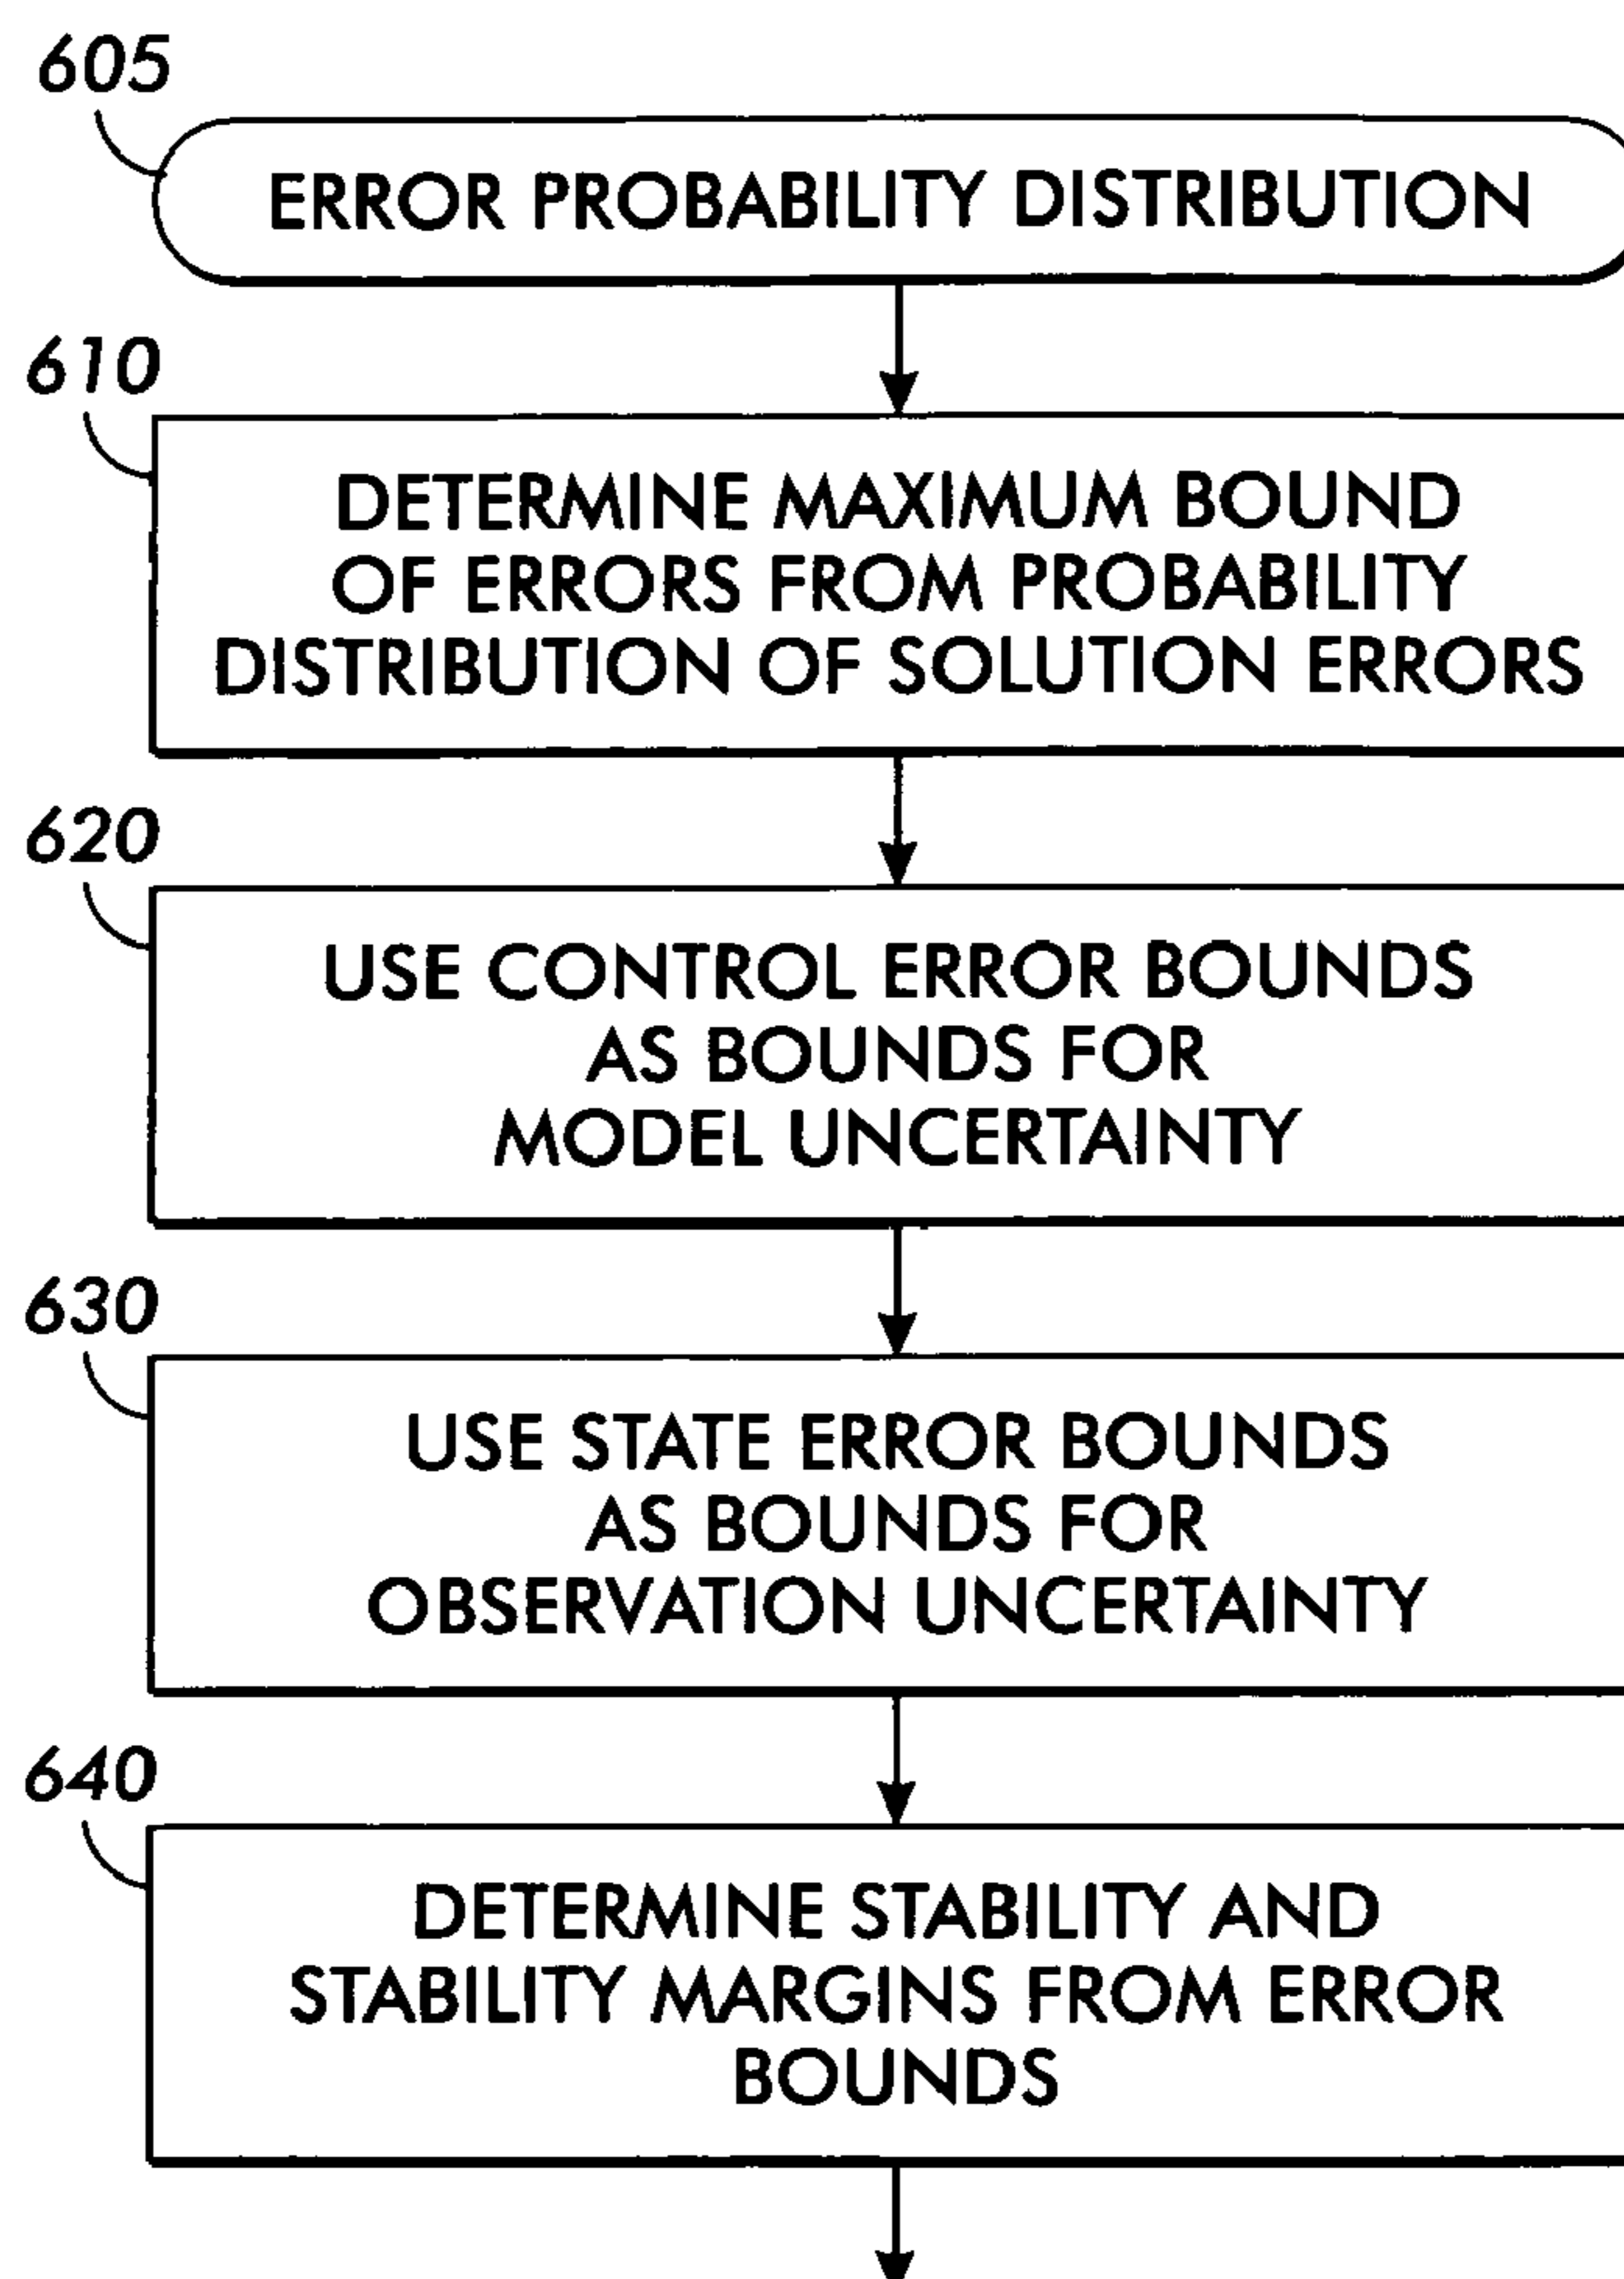 605
ERROR PROBABILITY DISTRIBUTION
610
DETERMINE MAXIMUM BOUND
OF ERRORS FROM PROBABILITY
DISTRIBUTION OF SOLUTION ERRORS
620
USE CONTROL ERROR BOUNDS
AS BOUNDS FOR
MODEL UNCERTAINTY
630
USE STATE ERROR BOUNDS
AS BOUNDS FOR
OBSERVATION UNCERTAINTY
640
DETERMINE STABILITY AND
STABILITY MARGINS FROM ERROR
BOUNDS